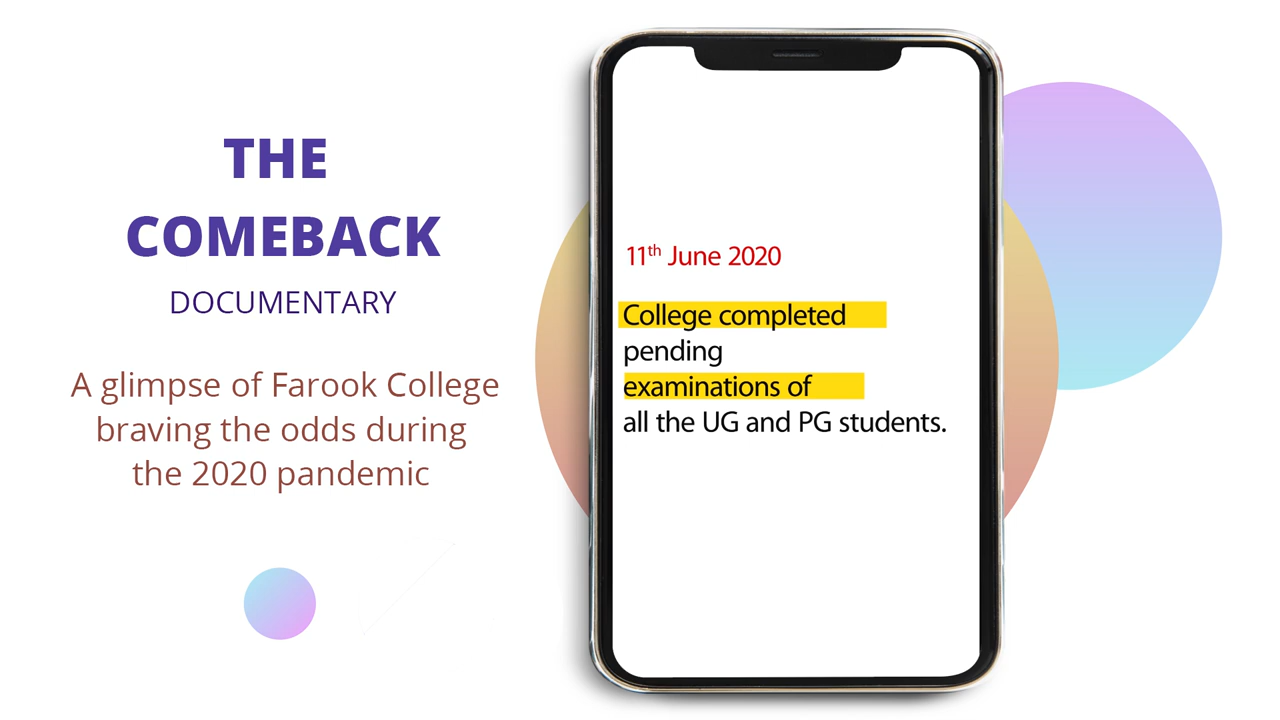 THE
COMEBACK
DOCUMENTARY
A glimpse of Farook College
braving the odds during
the 2020 pandemic
11th June 2020
College completed
pending
examinations of
all the UG and PG students.